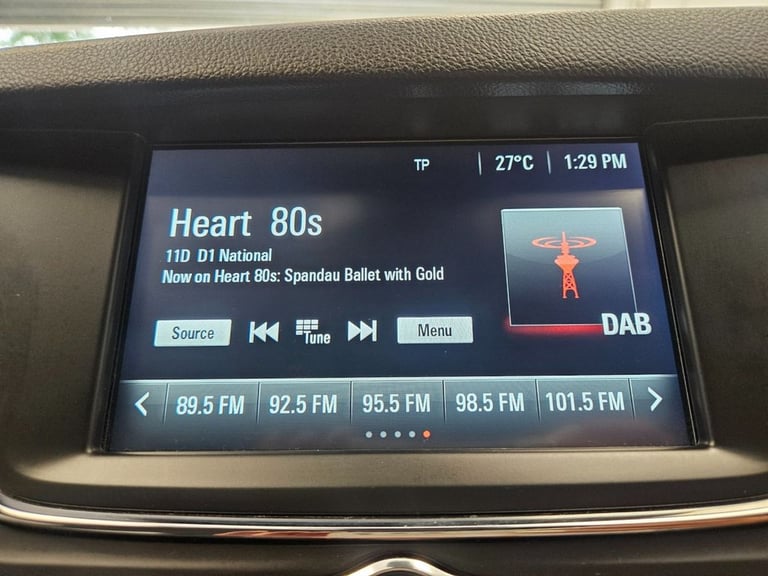 TP 27°C 1:29 PM
Heart 80s
11D D1 National
Now on Heart 80s: Spandau Ballet with Gold
DAB
Source Tune Menu
89.5 FM 92.5 FM 95.5 FM 98.5 FM 101.5 FM